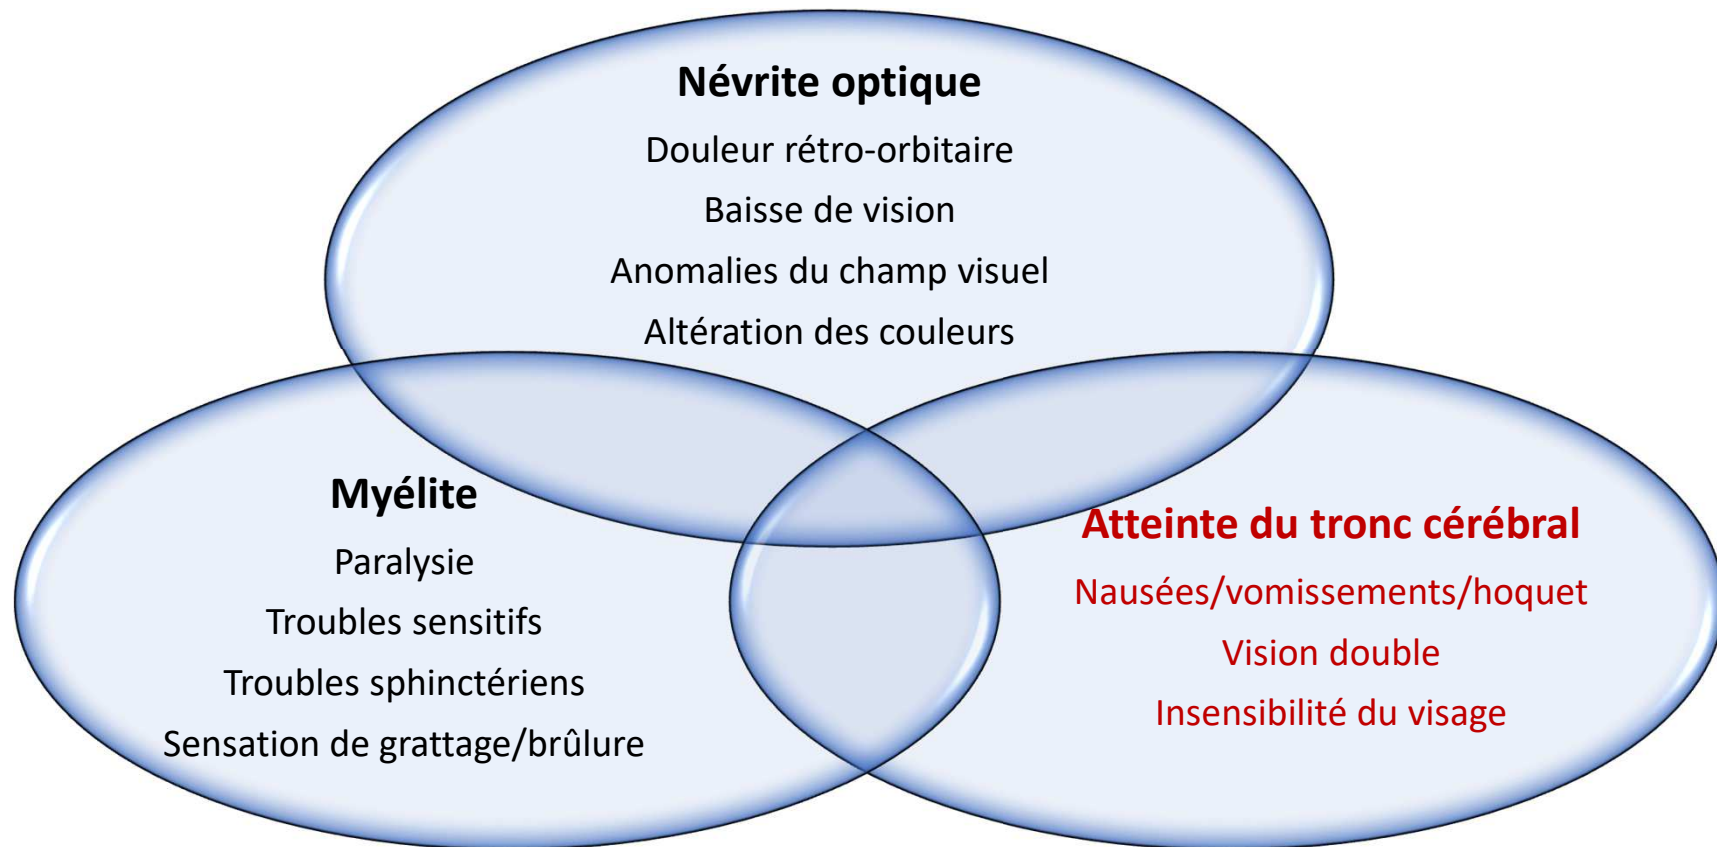 Névrite optique
Douleur rétro-orbitaire
Baisse de vision
Anomalies du champ visuel
Altération des couleurs
Myélite
Paralysie
Troubles sensitifs
Troubles sphinctériens
Sensation de grattage/brûlure
Atteinte du tronc cérébral
Nausées/vomissements/hoquet
Vision double
Insensibilité du visage